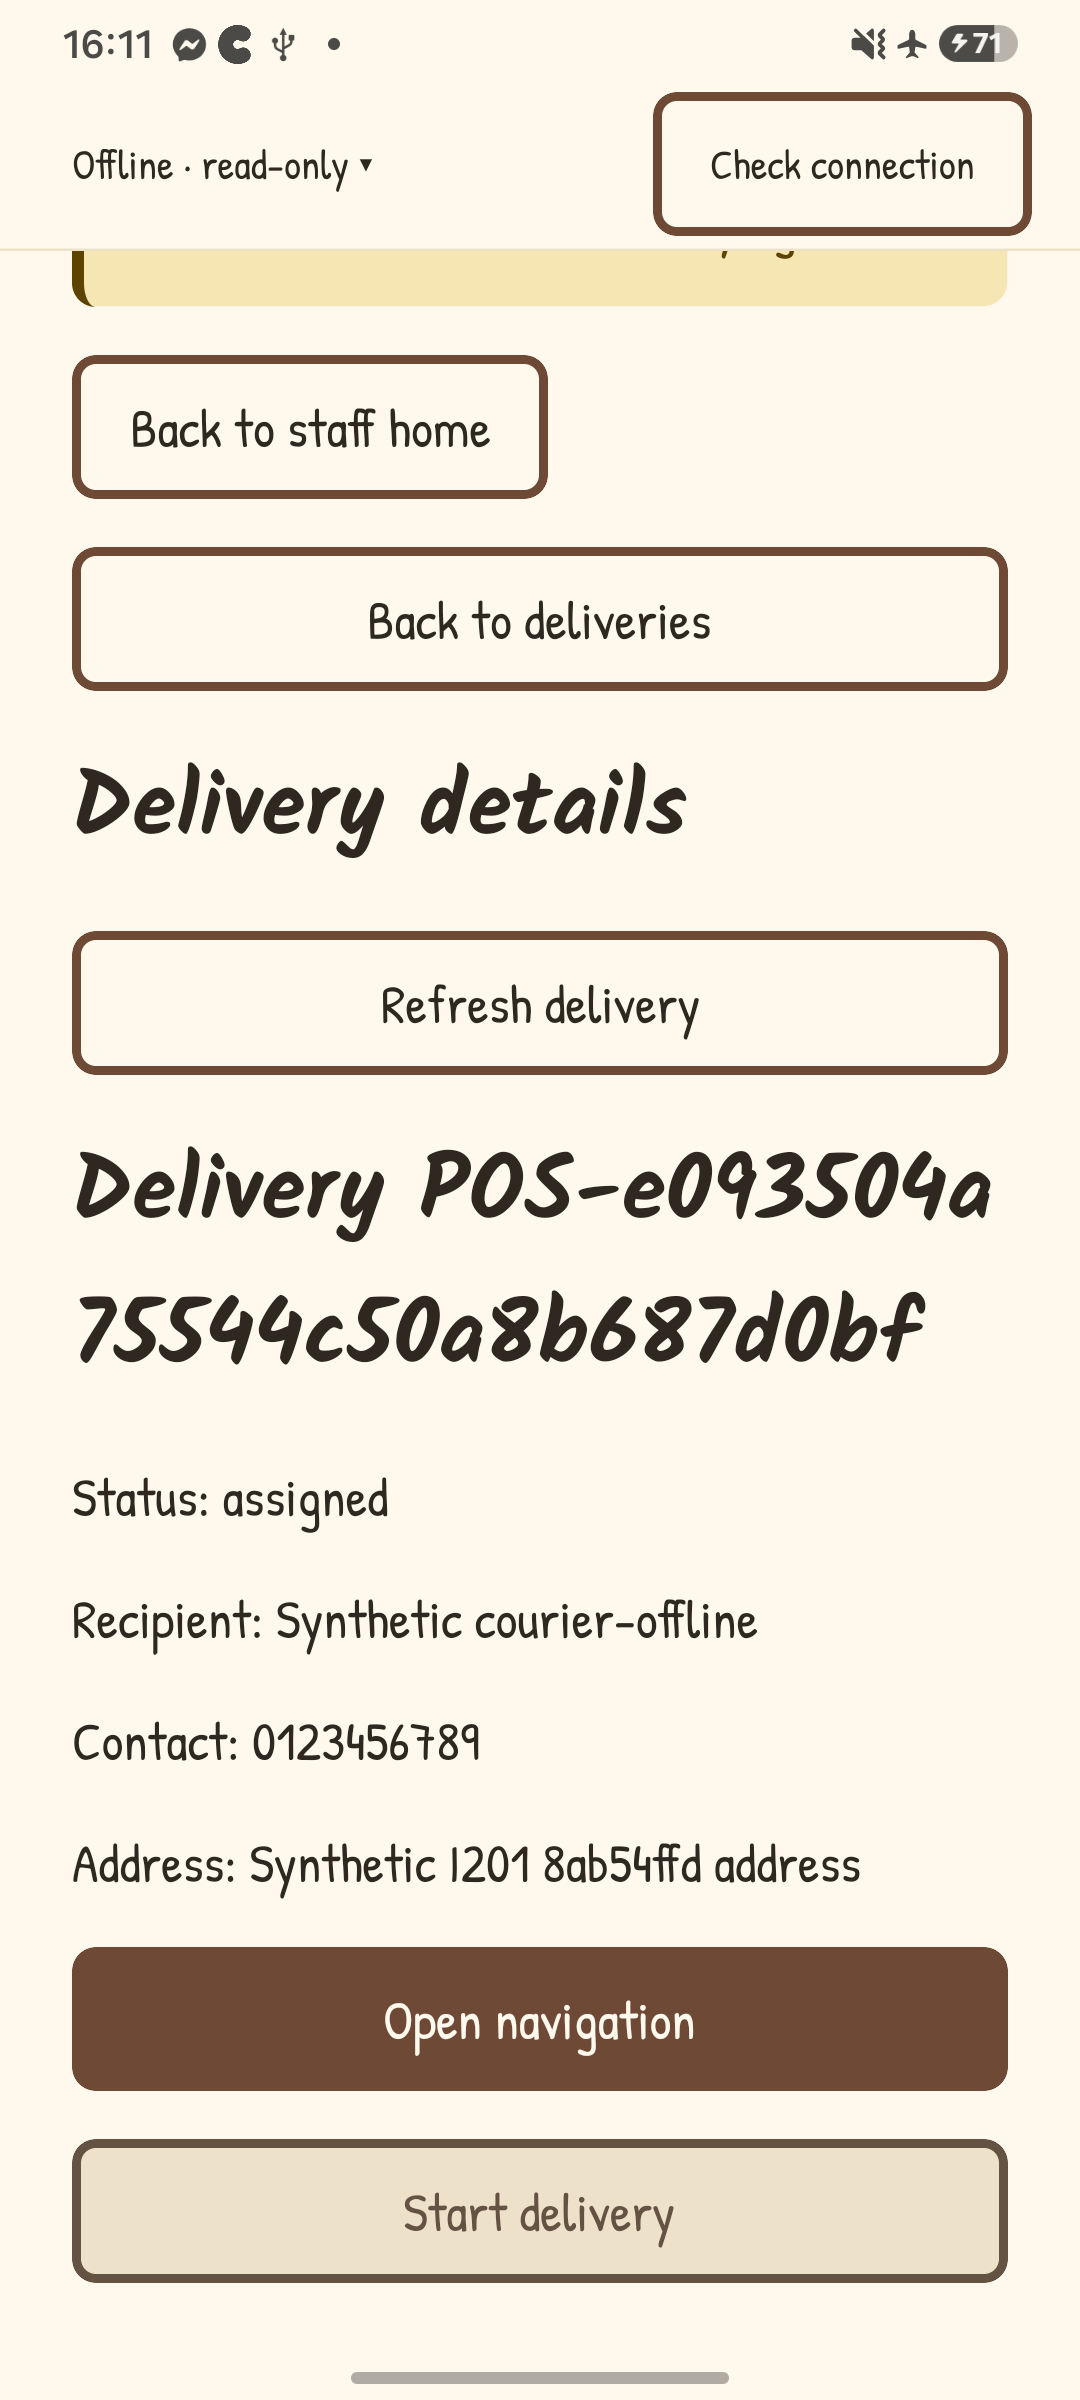 16:11
71
Offline · read-only ▾
Check connection
Back to staff home
Back to deliveries
Delivery details
Refresh delivery
Delivery POS-e093504a
75544c50a8b687d0bf
Status: assigned
Recipient: Synthetic courier-offline
Contact: 0123456789
Address: Synthetic 1201 8ab54ffd address
Open navigation
Start delivery